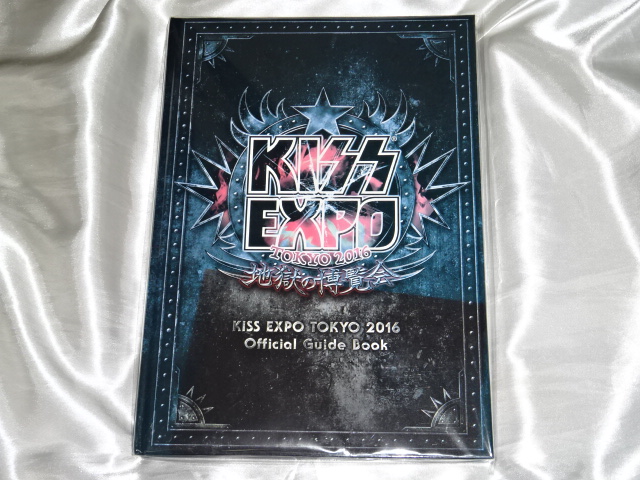 KISS®
EXPO
TOKYO 2016
地獄の博覧会
KISS EXPO TOKYO 2016
Official Guide Book